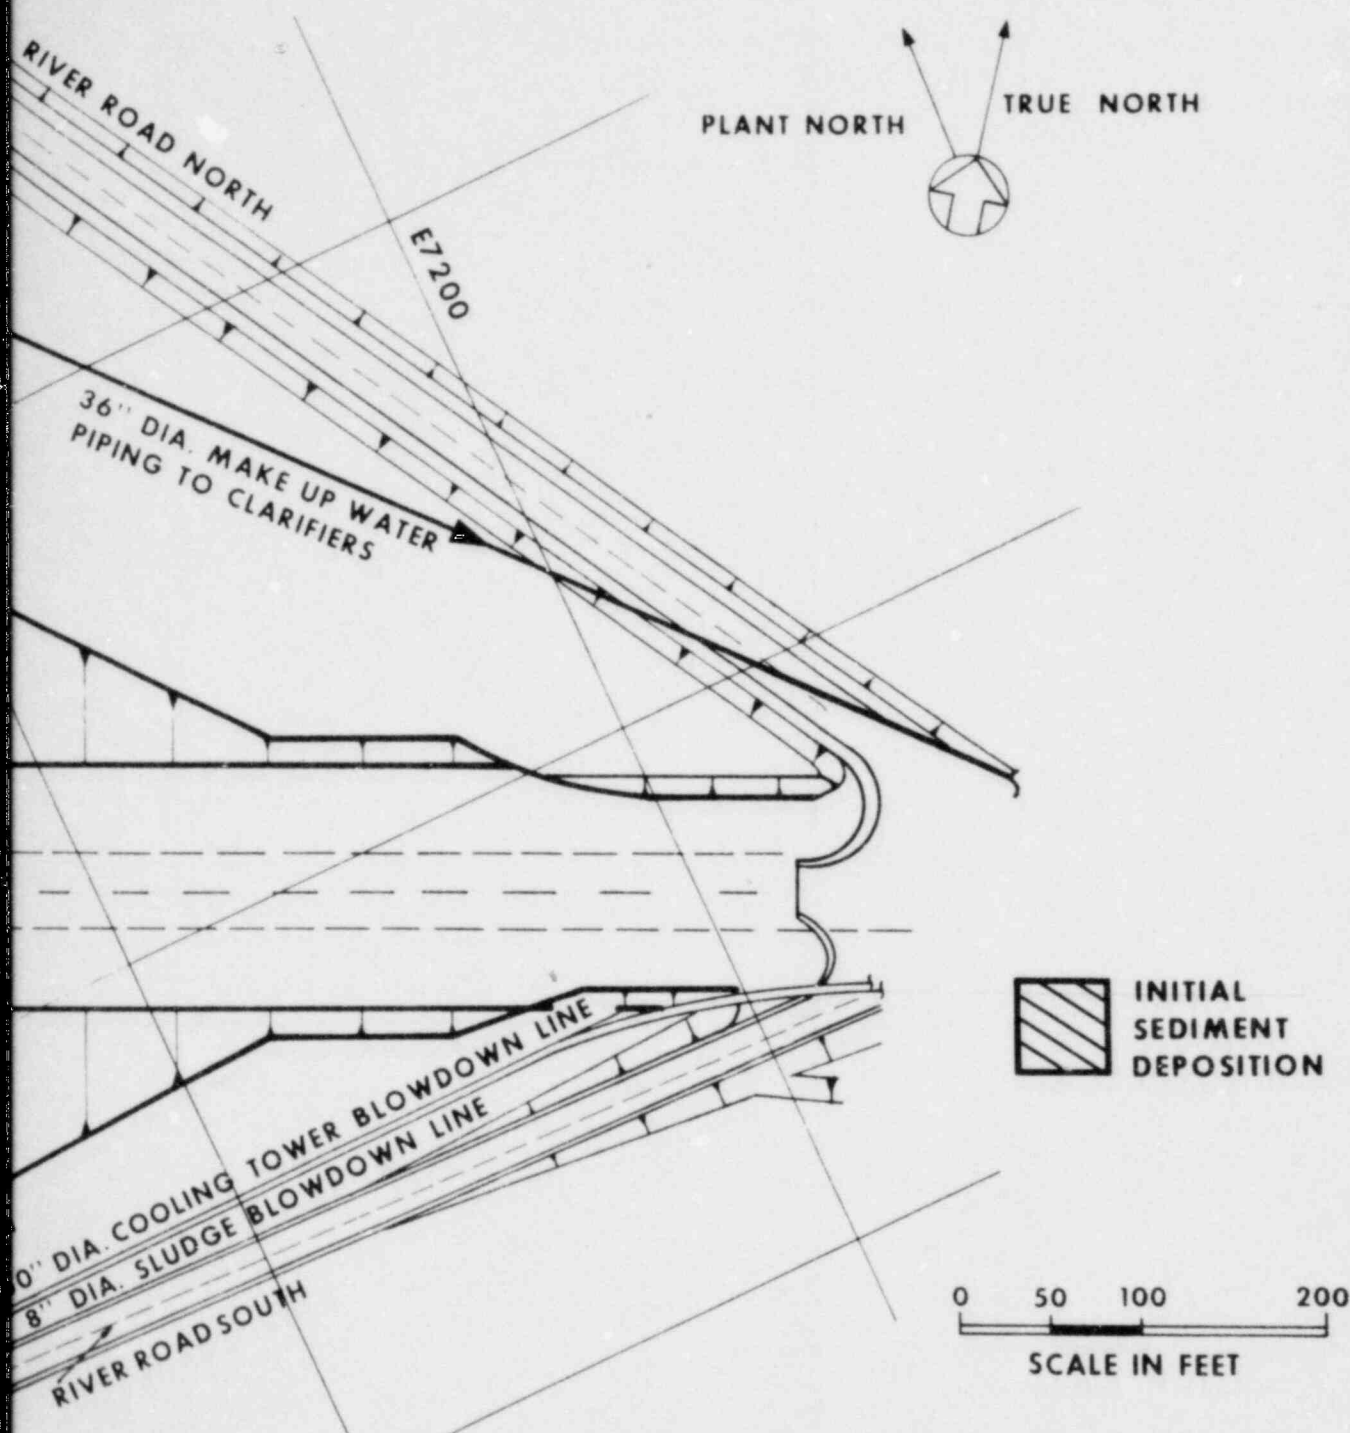 RIVER ROAD NORTH
PLANT NORTH
TRUE NORTH
E7200
36" DIA. MAKE UP WATER
PIPING TO CLARIFIERS
INITIAL
SEDIMENT
DEPOSITION
0" DIA. COOLING TOWER BLOWDOWN LINE
8" DIA. SLUDGE BLOWDOWN LINE
RIVER ROAD SOUTH
0 50 100 200
SCALE IN FEET